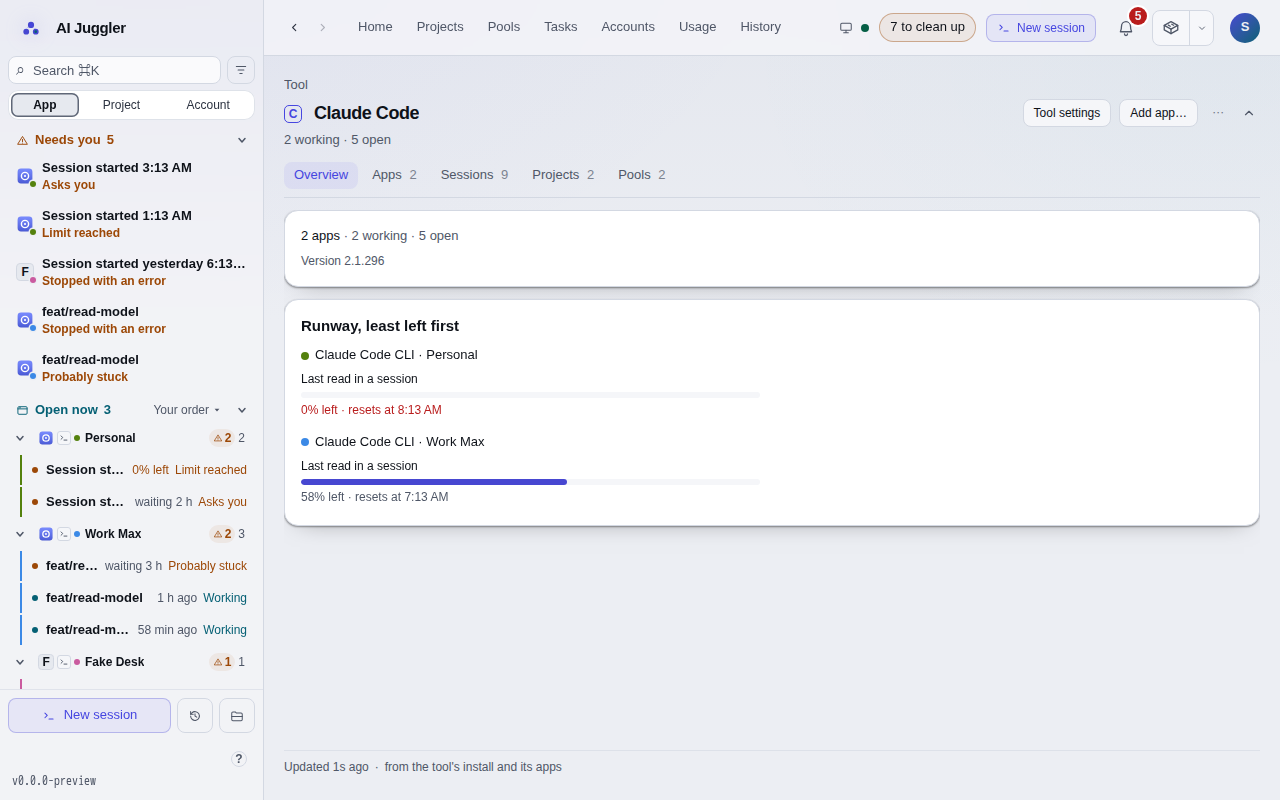 AI Juggler
Search ⌘K
App Project Account
Needs you 5
Session started 3:13 AM
Asks you
Session started 1:13 AM
Limit reached
F
Session started yesterday 6:13…
Stopped with an error
feat/read-model
Stopped with an error
feat/read-model
Probably stuck
Open now 3 Your order
Personal 2 2
Session st… 0% left Limit reached
Session st… waiting 2 h Asks you
Work Max 2 3
feat/re… waiting 3 h Probably stuck
feat/read-model 1 h ago Working
feat/read-m… 58 min ago Working
F Fake Desk 1 1
New session
?
v0.0.0-preview
Home Projects Pools Tasks Accounts Usage History
7 to clean up
New session
5
S
Tool
C Claude Code
Tool settings Add app… ···
2 working · 5 open
Overview Apps 2 Sessions 9 Projects 2 Pools 2
2 apps · 2 working · 5 open
Version 2.1.296
Runway, least left first
Claude Code CLI · Personal
Last read in a session
0% left · resets at 8:13 AM
Claude Code CLI · Work Max
Last read in a session
58% left · resets at 7:13 AM
Updated 1s ago · from the tool's install and its apps